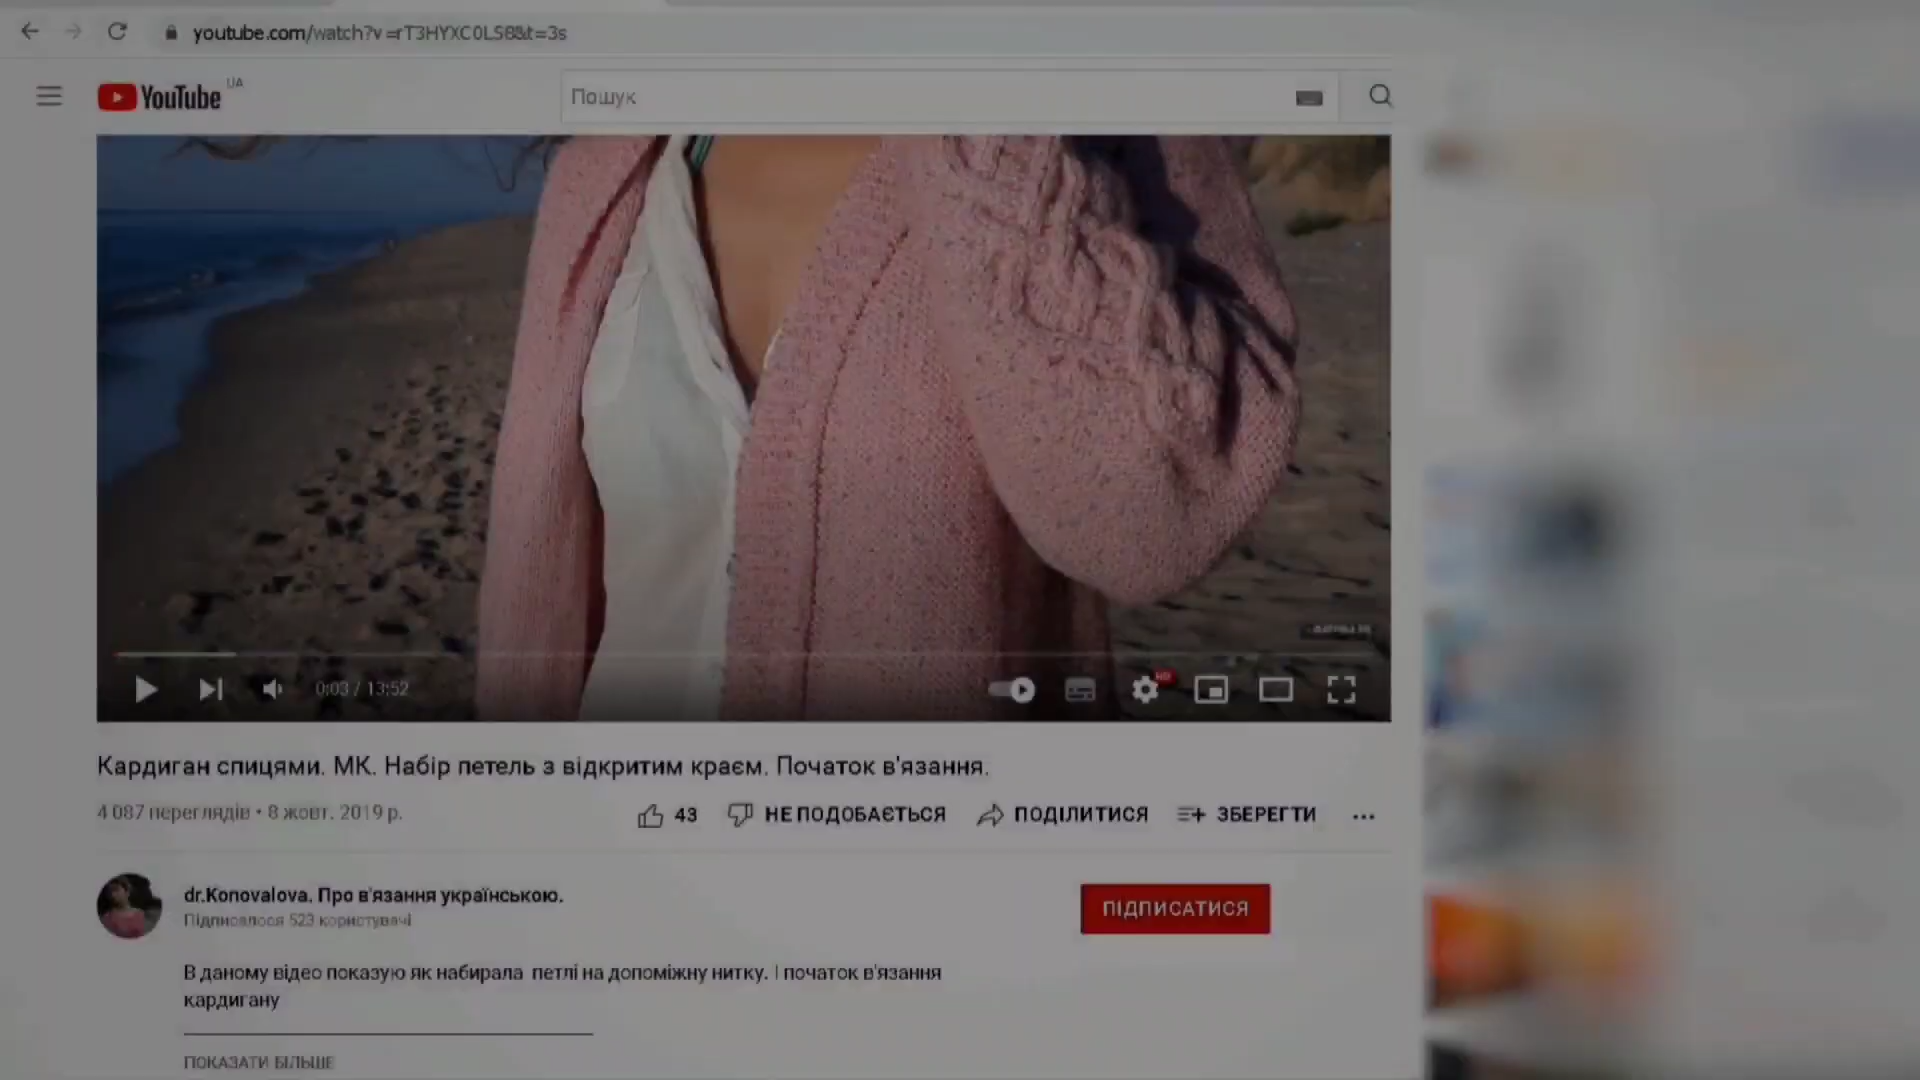 youtube.com/watch?v=rT3HYXC0LS8&t=3s
YouTube UA
Пошук
HD
0:03 / 13:52
Кардиган спицями. МК. Набір петель з відкритим краєм. Початок в'язання.
4 087 переглядів • 8 жовт. 2019 р.
43 НЕ ПОДОБАЄТЬСЯ ПОДІЛИТИСЯ ЗБЕРЕГТИ ...
dr.Konovalova. Про в'язання українською.
Підписалося 523 користувачі
ПІДПИСАТИСЯ
В даному відео показую як набирала петлі на допоміжну нитку. І початок в'язання
кардигану
ПОКАЗАТИ БІЛЬШЕ